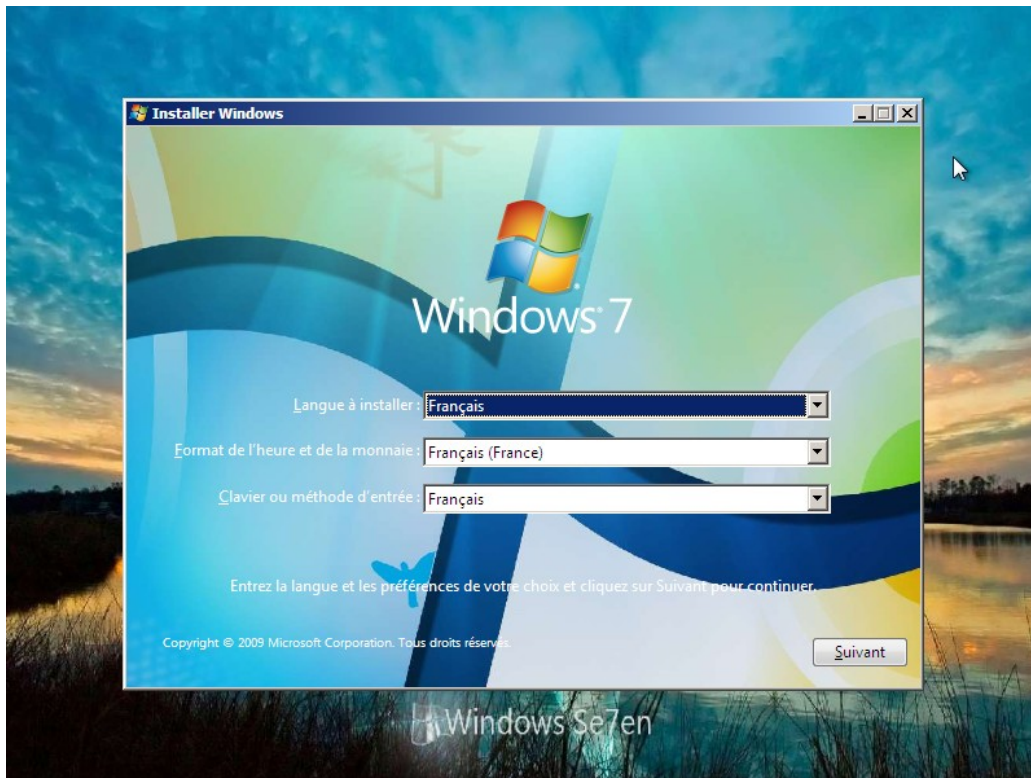 Installer Windows
Windows 7
Langue à installer : Français
Format de l'heure et de la monnaie : Français (France)
Clavier ou méthode d'entrée : Français
Entrez la langue et les préférences de votre choix et cliquez sur Suivant pour continuer.
Copyright © 2009 Microsoft Corporation. Tous droits réservés.
Suivant
Windows Se7en